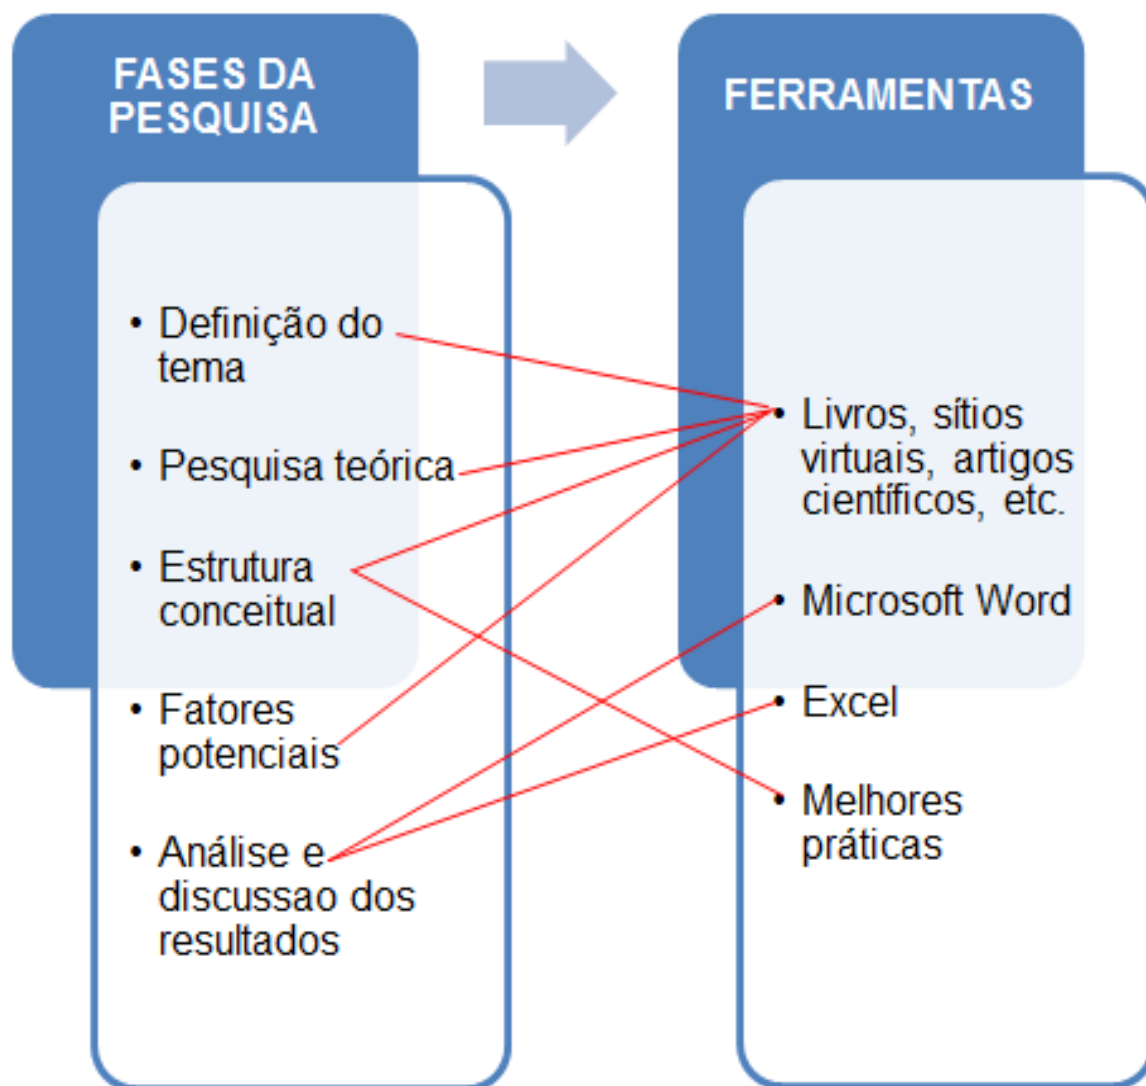 FASES DA
PESQUISA
• Definição do
tema
• Pesquisa teórica
• Estrutura
conceitual
• Fatores
potenciais
• Análise e
discussao dos
resultados
FERRAMENTAS
• Livros, sítios
virtuais, artigos
científicos, etc.
• Microsoft Word
• Excel
• Melhores
práticas